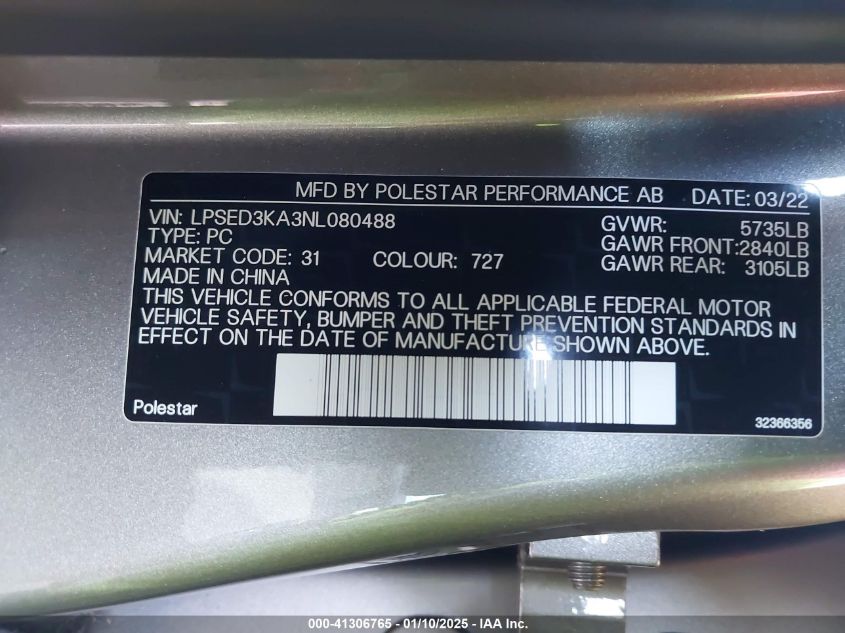 MFD BY POLESTAR PERFORMANCE AB DATE: 03/22
VIN: LPSED3KA3NL080488 GVWR: 5735LB
TYPE: PC GAWR FRONT:2840LB
MARKET CODE: 31 COLOUR: 727 GAWR REAR: 3105LB
MADE IN CHINA
THIS VEHICLE CONFORMS TO ALL APPLICABLE FEDERAL MOTOR
VEHICLE SAFETY, BUMPER AND THEFT PREVENTION STANDARDS IN
EFFECT ON THE DATE OF MANUFACTURE SHOWN ABOVE.
Polestar 32366356
000-41306765 - 01/10/2025 - IAA Inc.